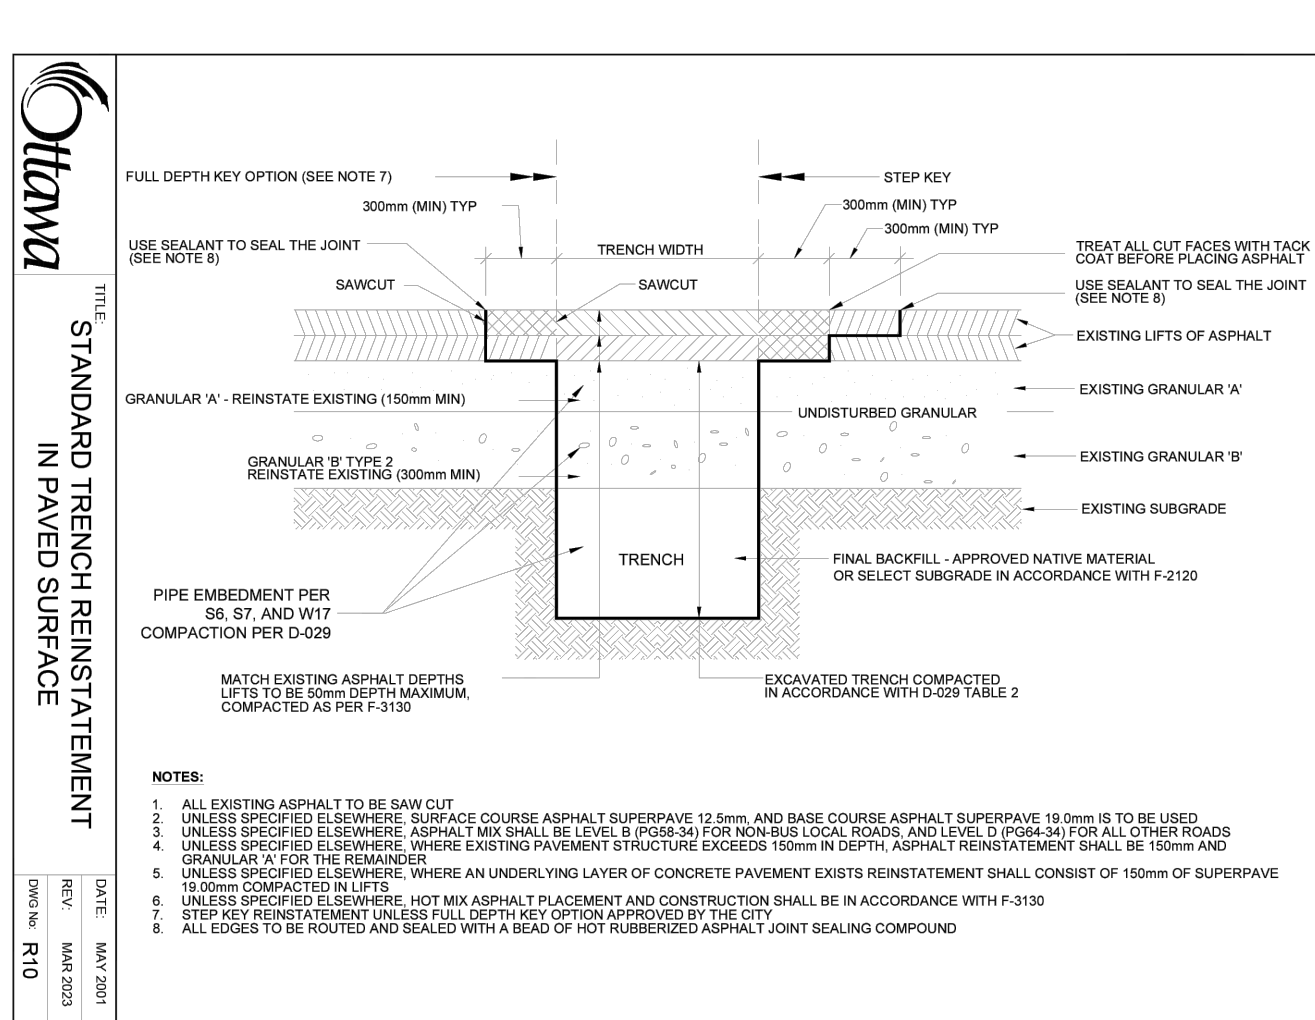 Ottawa
TITLE:
STANDARD TRENCH REINSTATEMENT
IN PAVED SURFACE
DATE: MAY 2001
REV: MAR 2023
DWG No: R10
FULL DEPTH KEY OPTION (SEE NOTE 7)
STEP KEY
300mm (MIN) TYP
300mm (MIN) TYP
300mm (MIN) TYP
USE SEALANT TO SEAL THE JOINT
(SEE NOTE 8)
TRENCH WIDTH
TREAT ALL CUT FACES WITH TACK
COAT BEFORE PLACING ASPHALT
SAWCUT
SAWCUT
USE SEALANT TO SEAL THE JOINT
(SEE NOTE 8)
EXISTING LIFTS OF ASPHALT
GRANULAR 'A' - REINSTATE EXISTING (150mm MIN)
EXISTING GRANULAR 'A'
UNDISTURBED GRANULAR
GRANULAR 'B' TYPE 2
REINSTATE EXISTING (300mm MIN)
EXISTING GRANULAR 'B'
EXISTING SUBGRADE
TRENCH
FINAL BACKFILL - APPROVED NATIVE MATERIAL
OR SELECT SUBGRADE IN ACCORDANCE WITH F-2120
PIPE EMBEDMENT PER
S6, S7, AND W17
COMPACTION PER D-029
MATCH EXISTING ASPHALT DEPTHS
LIFTS TO BE 50mm DEPTH MAXIMUM,
COMPACTED AS PER F-3130
EXCAVATED TRENCH COMPACTED
IN ACCORDANCE WITH D-029 TABLE 2
NOTES:
1. ALL EXISTING ASPHALT TO BE SAW CUT
2. UNLESS SPECIFIED ELSEWHERE, SURFACE COURSE ASPHALT SUPERPAVE 12.5mm, AND BASE COURSE ASPHALT SUPERPAVE 19.0mm IS TO BE USED
3. UNLESS SPECIFIED ELSEWHERE, ASPHALT MIX SHALL BE LEVEL B (PG58-34) FOR NON-BUS LOCAL ROADS, AND LEVEL D (PG64-34) FOR ALL OTHER ROADS
4. UNLESS SPECIFIED ELSEWHERE, WHERE EXISTING PAVEMENT STRUCTURE EXCEEDS 150mm IN DEPTH, ASPHALT REINSTATEMENT SHALL BE 150mm AND
GRANULAR 'A' FOR THE REMAINDER
5. UNLESS SPECIFIED ELSEWHERE, WHERE AN UNDERLYING LAYER OF CONCRETE PAVEMENT EXISTS REINSTATEMENT SHALL CONSIST OF 150mm OF SUPERPAVE
19.00mm COMPACTED IN LIFTS
6. UNLESS SPECIFIED ELSEWHERE, HOT MIX ASPHALT PLACEMENT AND CONSTRUCTION SHALL BE IN ACCORDANCE WITH F-3130
7. STEP KEY REINSTATEMENT UNLESS FULL DEPTH KEY OPTION APPROVED BY THE CITY
8. ALL EDGES TO BE ROUTED AND SEALED WITH A BEAD OF HOT RUBBERIZED ASPHALT JOINT SEALING COMPOUND